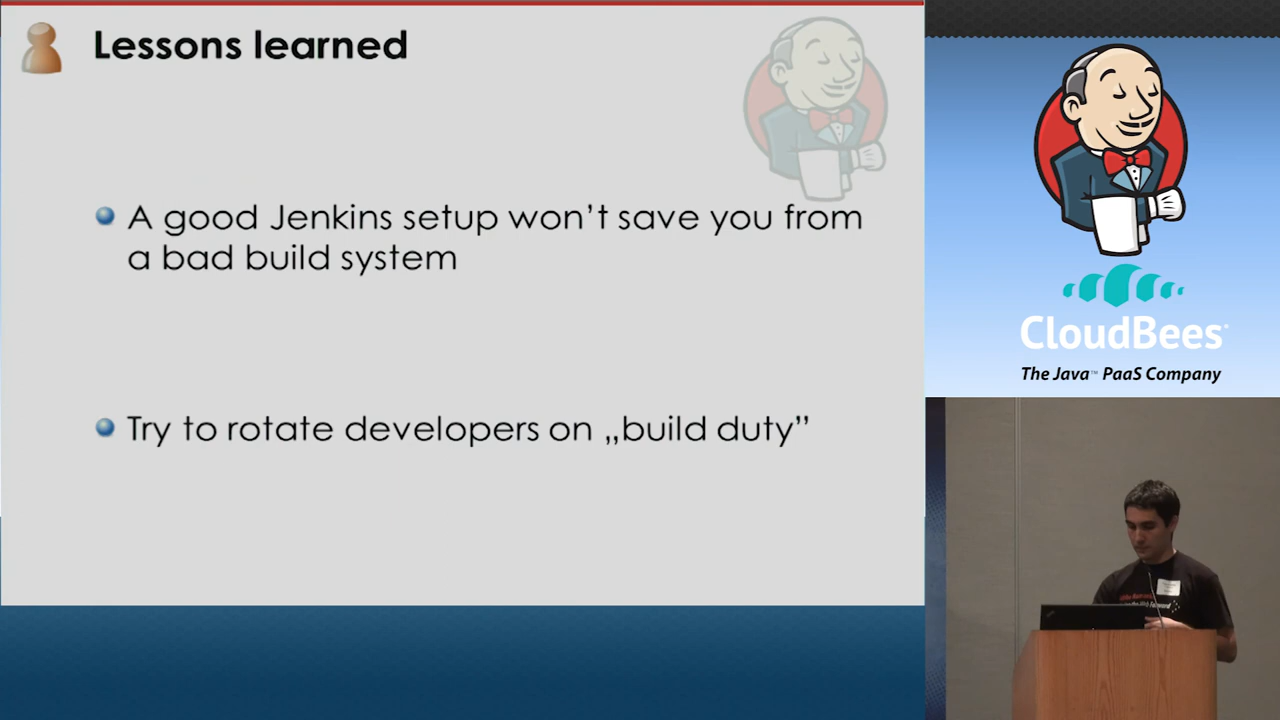 Lessons learned
A good Jenkins setup won’t save you from
a bad build system
Try to rotate developers on „build duty”
CloudBees
The Java™ PaaS Company